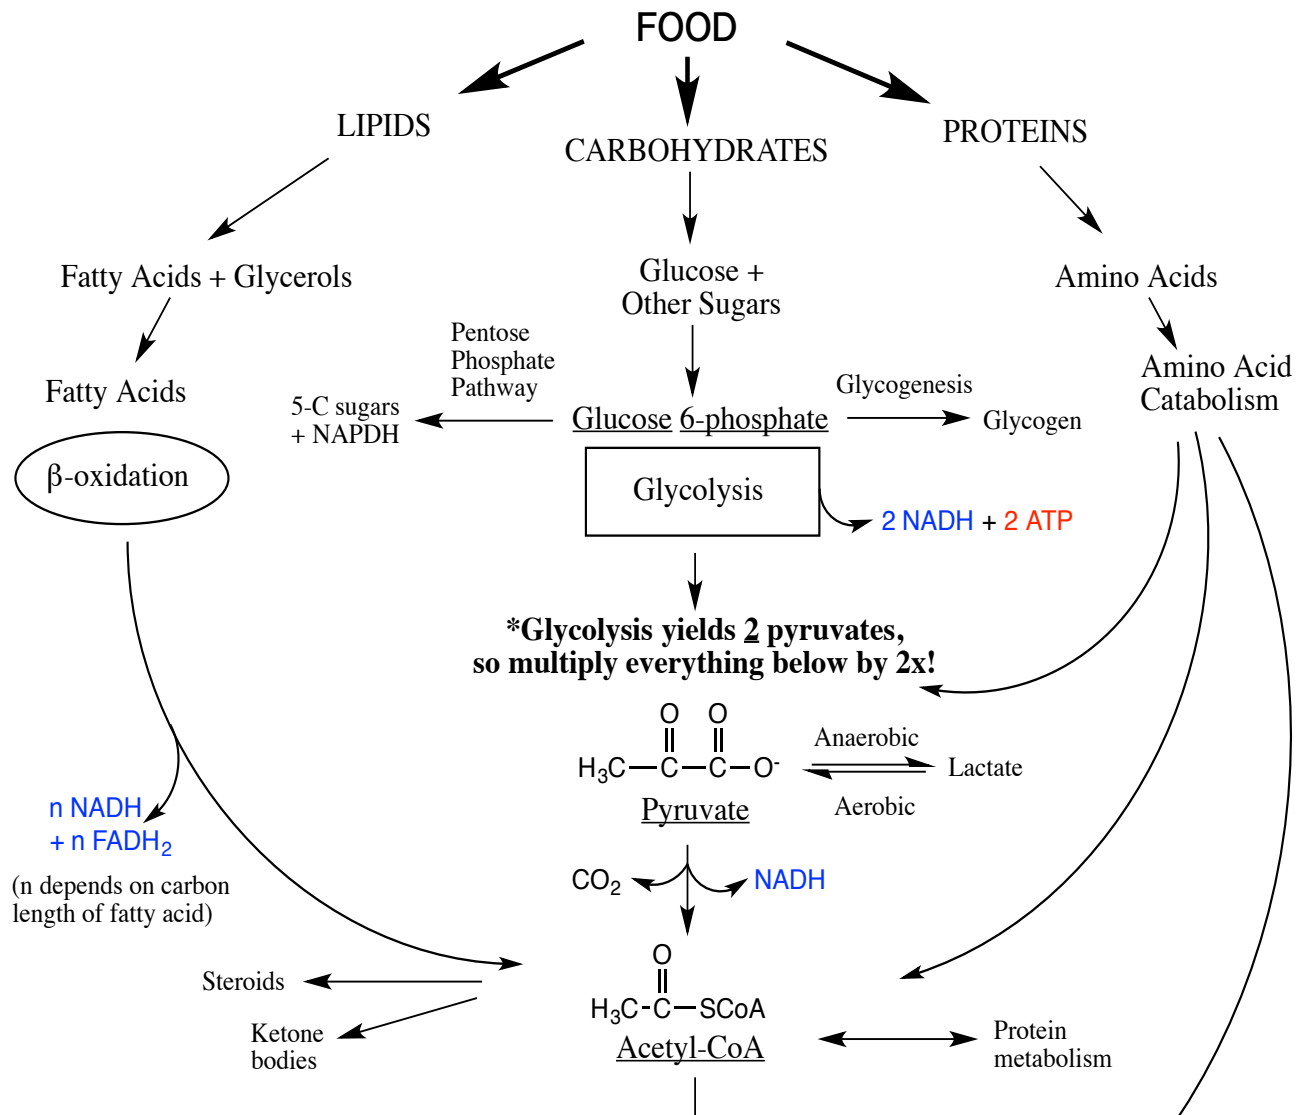 FOOD
LIPIDS
CARBOHYDRATES
PROTEINS
Fatty Acids + Glycerols
Glucose +
Other Sugars
Amino Acids
Fatty Acids
Pentose
Phosphate
Pathway
Glycogenesis
Amino Acid
Catabolism
5-C sugars
+ NAPDH
Glucose 6-phosphate
Glycogen
β-oxidation
Glycolysis
2 NADH + 2 ATP
*Glycolysis yields 2 pyruvates,
so multiply everything below by 2x!
O O
H₃C C C O⁻
Pyruvate
Anaerobic
Aerobic
Lactate
n NADH
+ n FADH₂
(n depends on carbon
length of fatty acid)
CO₂
NADH
O
H₃C-C-SCoA
Acetyl-CoA
Steroids
Ketone
bodies
Protein
metabolism